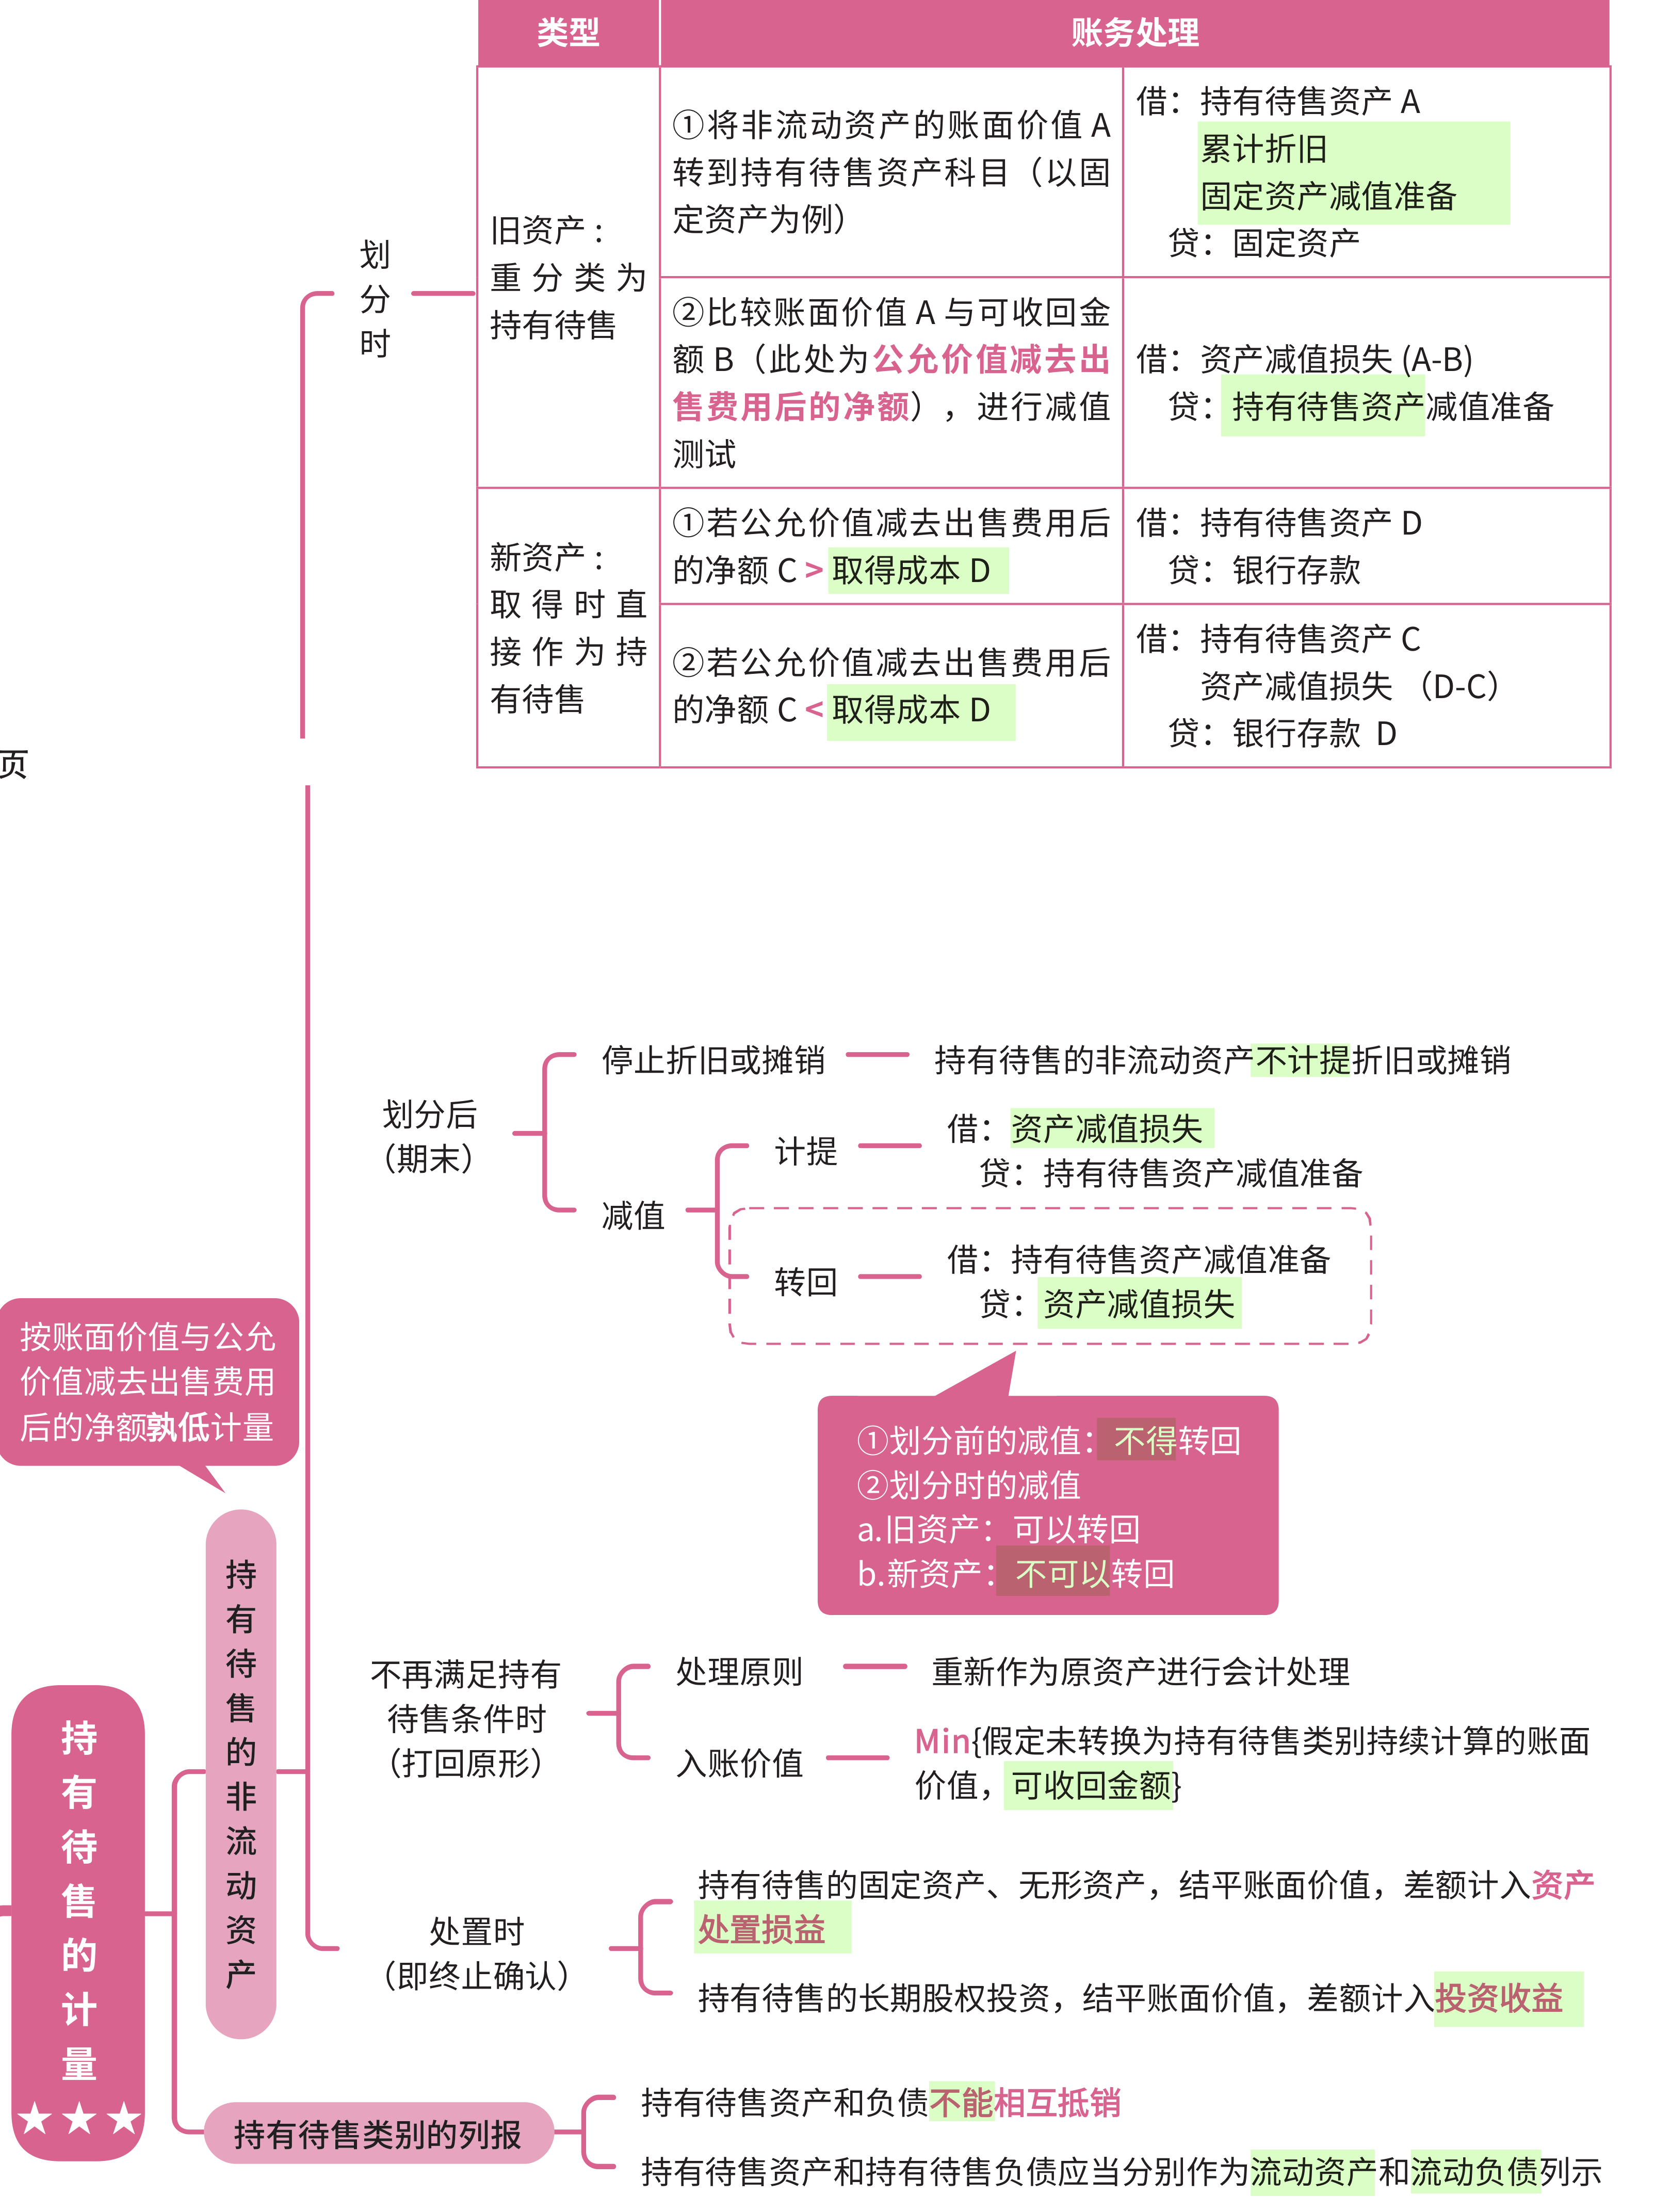 类型
账务处理
划
分
时
旧资产:
重分类为
持有待售
①将非流动资产的账面价值 A
转到持有待售资产科目（以固
定资产为例）
借：持有待售资产 A
累计折旧
固定资产减值准备
贷：固定资产
②比较账面价值 A 与可收回金
额 B（此处为公允价值减去出
售费用后的净额），进行减值
测试
借：资产减值损失 (A-B)
贷：持有待售资产减值准备
新资产:
取得时直
接作为持
有待售
①若公允价值减去出售费用后
的净额 C > 取得成本 D
借：持有待售资产 D
贷：银行存款
②若公允价值减去出售费用后
的净额 C < 取得成本 D
借：持有待售资产 C
资产减值损失 （D-C）
贷：银行存款 D
页
划分后
（期末）
停止折旧或摊销
持有待售的非流动资产不计提折旧或摊销
减值
计提
借：资产减值损失
贷：持有待售资产减值准备
转回
借：持有待售资产减值准备
贷：资产减值损失
①划分前的减值：不得转回
②划分时的减值
a.旧资产：可以转回
b.新资产：不可以转回
按账面价值与公允
价值减去出售费用
后的净额孰低计量
不再满足持有
待售条件时
（打回原形）
处理原则
重新作为原资产进行会计处理
入账价值
Min{假定未转换为持有待售类别持续计算的账面
价值，可收回金额}
处置时
（即终止确认）
持有待售的固定资产、无形资产，结平账面价值，差额计入资产
处置损益
持有待售的长期股权投资，结平账面价值，差额计入投资收益
持
有
待
售
的
非
流
动
资
产
持
有
待
售
的
计
量
★★★
持有待售类别的列报
持有待售资产和负债不能相互抵销
持有待售资产和持有待售负债应当分别作为流动资产和流动负债列示